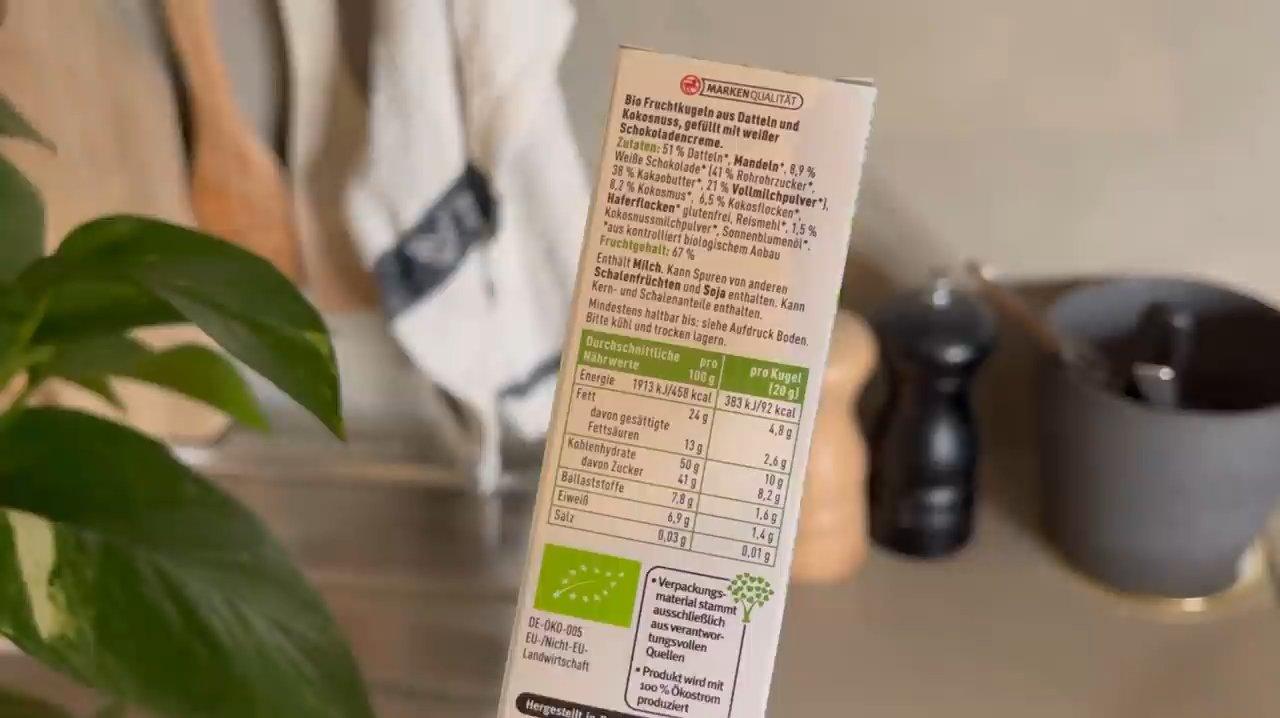 MARKENQUALITÄT
Bio Fruchtkugeln aus Datteln und
Kokosnuss, gefüllt mit weißer
Schokoladencreme.
Zutaten: 51 % Datteln*, Mandeln*, 8,9 %
Weiße Schokolade* (41 % Rohrohrzucker*,
38 % Kakaobutter*, 21 % Vollmilchpulver*),
8,2 % Kokosmus*, 6,5 % Kokosflocken*,
Haferflocken* glutenfrei, Reismehl*, 1,5 %
Kokosnussmilchpulver*, Sonnenblumenöl*.
*aus kontrolliert biologischem Anbau
Fruchtgehalt: 67 %
Enthält Milch. Kann Spuren von anderen
Schalenfrüchten und Soja enthalten. Kann
Kern- und Schalenanteile enthalten.
Mindestens haltbar bis: siehe Aufdruck Boden.
Bitte kühl und trocken lagern.
Durchschnittliche pro pro Kugel
Nährwerte 100 g (20 g)
Energie 1913 kJ/458 kcal 383 kJ/92 kcal
Fett 24 g 4,8 g
davon gesättigte
Fettsäuren 13 g 2,6 g
Kohlenhydrate 50 g 10 g
davon Zucker 41 g 8,2 g
Ballaststoffe 7,8 g 1,6 g
Eiweiß 6,9 g 1,4 g
Salz 0,03 g 0,01 g
DE-ÖKO-005
EU-/Nicht-EU-
Landwirtschaft
• Verpackungs-
material stammt
ausschließlich
aus verantwor-
tungsvollen
Quellen
• Produkt wird mit
100 % Ökostrom
produziert
Hergestellt in